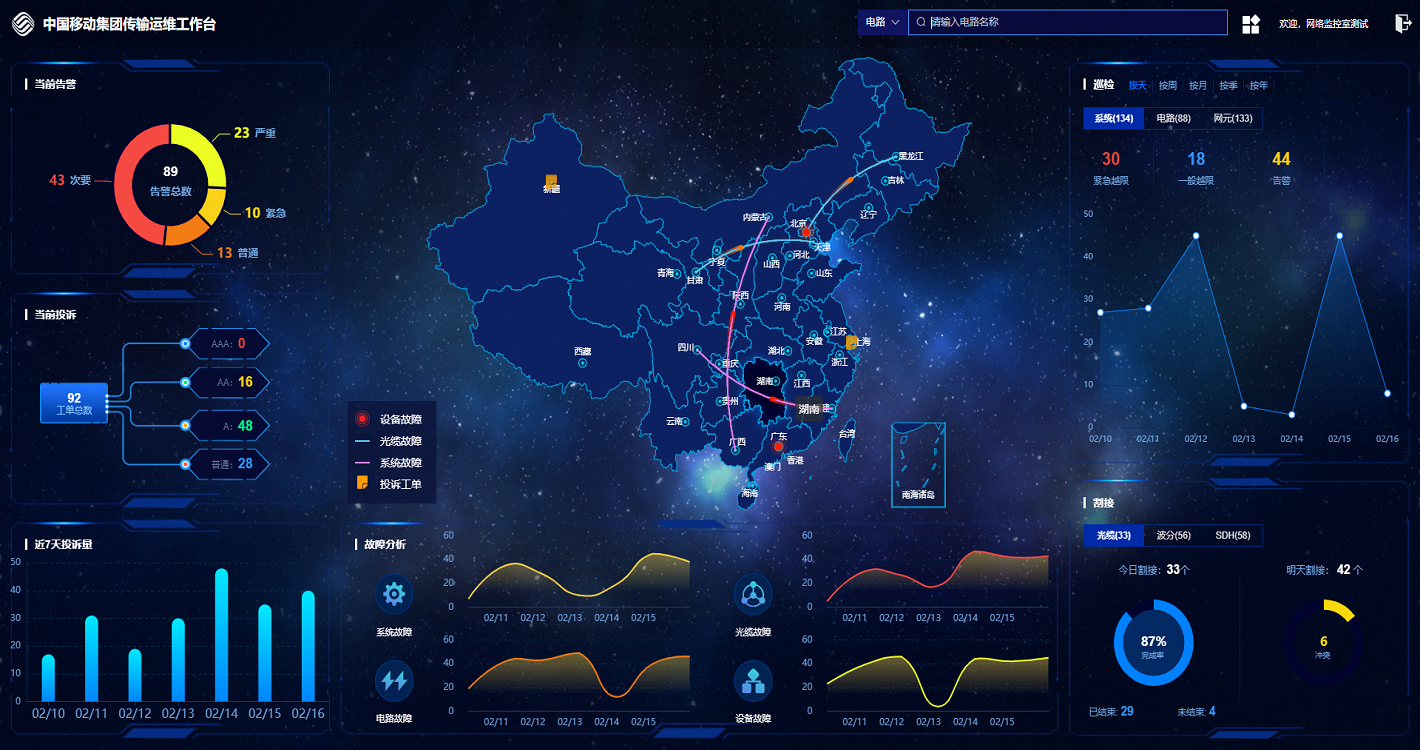 中国移动集团传输运维工作台
电路
请输入电路名称
欢迎，网络监控室测试
当前告警
23 严重
43 次要
89
告警总数
10 紧急
13 普通
当前投诉
92
工单总数
AAA: 0
AA: 16
A: 48
普通: 28
近7天投诉量
50
40
30
20
10
0
02/10 02/11 02/12 02/13 02/14 02/15 02/16
黑龙江
吉林
辽宁
内蒙古
北京
天津
新疆
宁夏
河北
山西
山东
青海
甘肃
陕西
河南
江苏
安徽
上海
四川
西藏
重庆
湖北
浙江
湖南
江西
贵州
湖南
云南
广西
广东
台湾
香港
澳门
海南
南海诸岛
设备故障
光缆故障
系统故障
投诉工单
故障分析
系统故障
60
40
20
0
02/11 02/12 02/13 02/14 02/15
光缆故障
60
40
20
0
02/11 02/12 02/13 02/14 02/15
电路故障
60
40
20
0
02/11 02/12 02/13 02/14 02/15
设备故障
60
40
20
0
02/11 02/12 02/13 02/14 02/15
巡检 按天 按周 按月 按季 按年
系统(134) 电路(88) 网元(133)
30 18 44
紧急越限 一般越限 告警
50
40
30
20
10
0
02/10 02/11 02/12 02/13 02/14 02/15 02/16
割接
光缆(33) 波分(56) SDH(58)
今日割接: 33个 明天割接: 42 个
87%
完成率
6
冲突
已结束: 29 未结束: 4